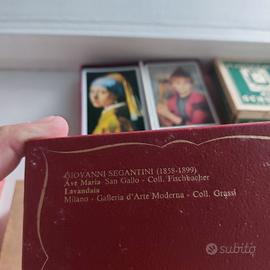 GIOVANNI SEGANTINI (1858-1899)
Ave Maria San Gallo - Coll. Fischbacher
Lavandaia
Milano - Galleria d'Arte Moderna - Coll. Grassi
subito